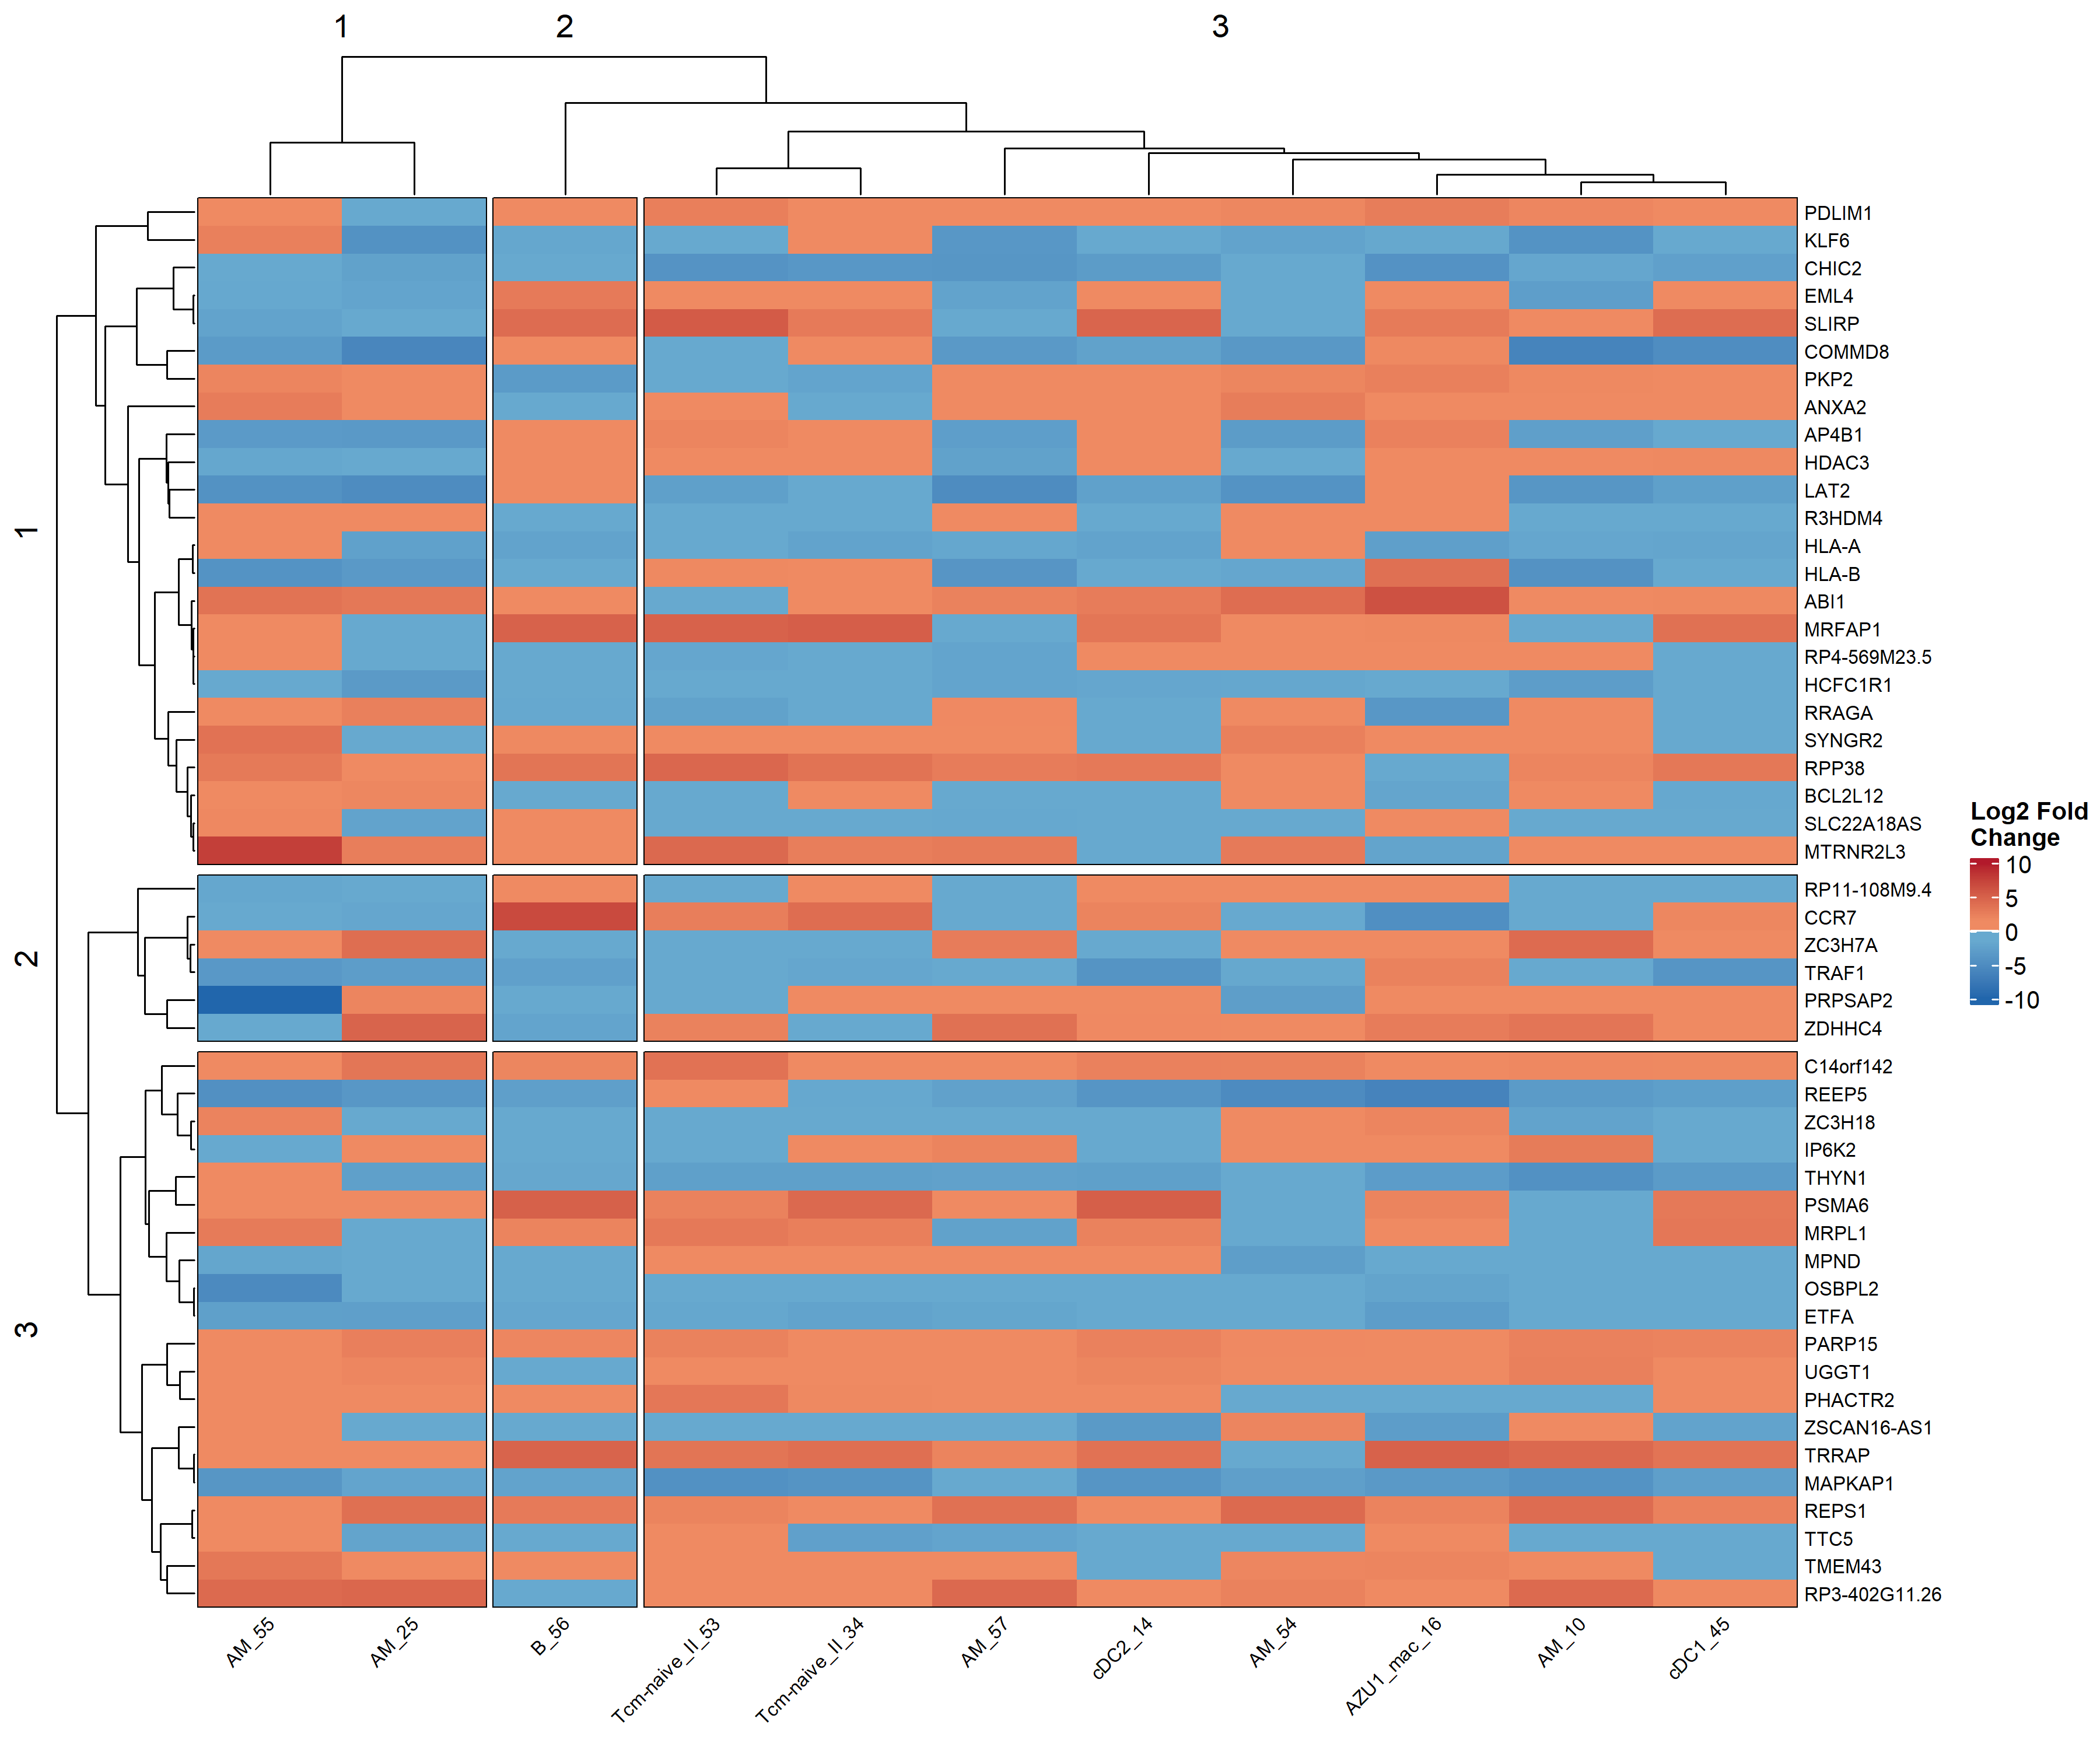 1
2
3
PDLIM1
KLF6
CHIC2
EML4
SLIRP
COMMD8
PKP2
ANXA2
AP4B1
HDAC3
LAT2
R3HDM4
HLA-A
HLA-B
ABI1
MRFAP1
RP4-569M23.5
HCFC1R1
RRAGA
SYNGR2
RPP38
BCL2L12
SLC22A18AS
MTRNR2L3
1
RP11-108M9.4
CCR7
ZC3H7A
TRAF1
PRPSAP2
ZDHHC4
2
C14orf142
REEP5
ZC3H18
IP6K2
THYN1
PSMA6
MRPL1
MPND
OSBPL2
ETFA
PARP15
UGGT1
PHACTR2
ZSCAN16-AS1
TRRAP
MAPKAP1
REPS1
TTC5
TMEM43
RP3-402G11.26
3
AM_55
AM_25
B_56
Tcm-naive_II_53
Tcm-naive_II_34
AM_57
cDC2_14
AM_54
AZU1_mac_16
AM_10
cDC1_45
Log2 Fold
Change
10
5
0
-5
-10